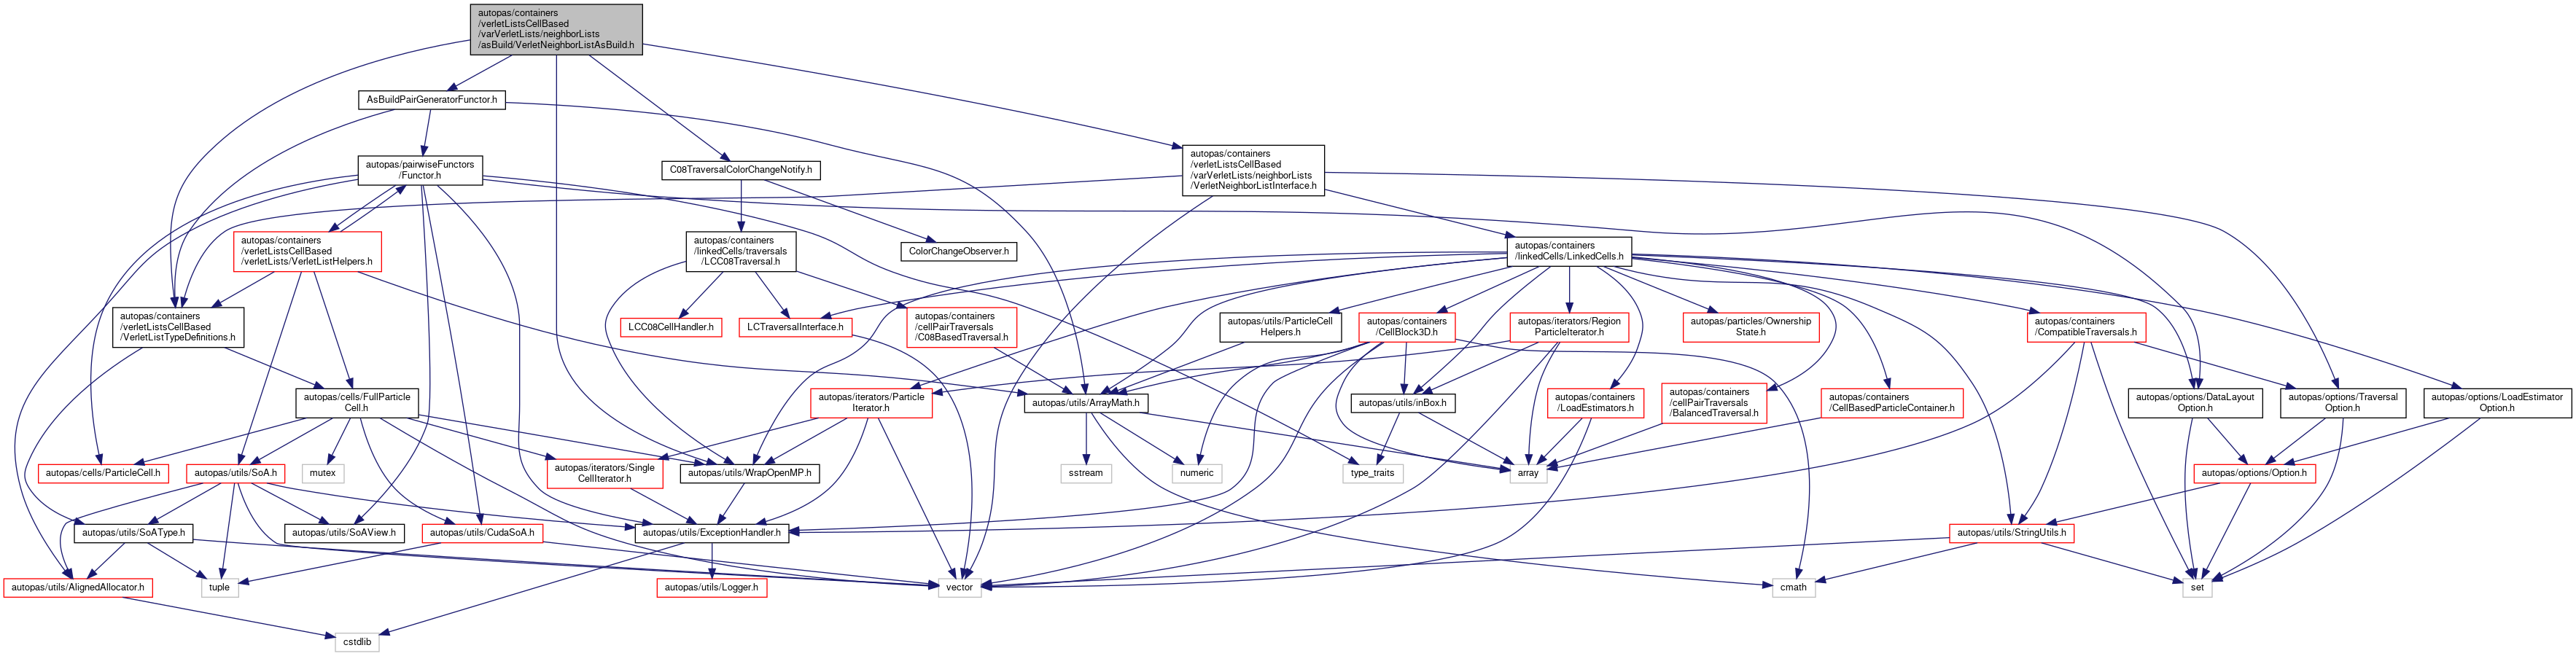 autopas/containers
/verletListsCellBased
/varVerletLists/neighborLists
/asBuild/VerletNeighborListAsBuild.h
AsBuildPairGeneratorFunctor.h
autopas/pairwiseFunctors
/Functor.h
C08TraversalColorChangeNotify.h
autopas/containers
/verletListsCellBased
/varVerletLists/neighborLists
/VerletNeighborListInterface.h
autopas/containers
/verletListsCellBased
/verletLists/VerletListHelpers.h
autopas/containers
/linkedCells/traversals
/LCC08Traversal.h
ColorChangeObserver.h
autopas/containers
/linkedCells/LinkedCells.h
autopas/containers
/verletListsCellBased
/VerletListTypeDefinitions.h
LCC08CellHandler.h
LCTraversalInterface.h
autopas/containers
/cellPairTraversals
/C08BasedTraversal.h
autopas/utils/ParticleCell
Helpers.h
autopas/containers
/CellBlock3D.h
autopas/iterators/Region
ParticleIterator.h
autopas/particles/Ownership
State.h
autopas/containers
/CompatibleTraversals.h
autopas/cells/FullParticle
Cell.h
autopas/iterators/Particle
Iterator.h
autopas/utils/ArrayMath.h
autopas/utils/inBox.h
autopas/containers
/LoadEstimators.h
autopas/containers
/cellPairTraversals
/BalancedTraversal.h
autopas/containers
/CellBasedParticleContainer.h
autopas/options/DataLayout
Option.h
autopas/options/Traversal
Option.h
autopas/options/LoadEstimator
Option.h
autopas/cells/ParticleCell.h
autopas/utils/SoA.h
mutex
autopas/iterators/Single
CellIterator.h
autopas/utils/WrapOpenMP.h
sstream
numeric
type_traits
array
autopas/options/Option.h
autopas/utils/SoAType.h
autopas/utils/SoAView.h
autopas/utils/CudaSoA.h
autopas/utils/ExceptionHandler.h
autopas/utils/StringUtils.h
autopas/utils/AlignedAllocator.h
tuple
autopas/utils/Logger.h
vector
cmath
set
cstdlib